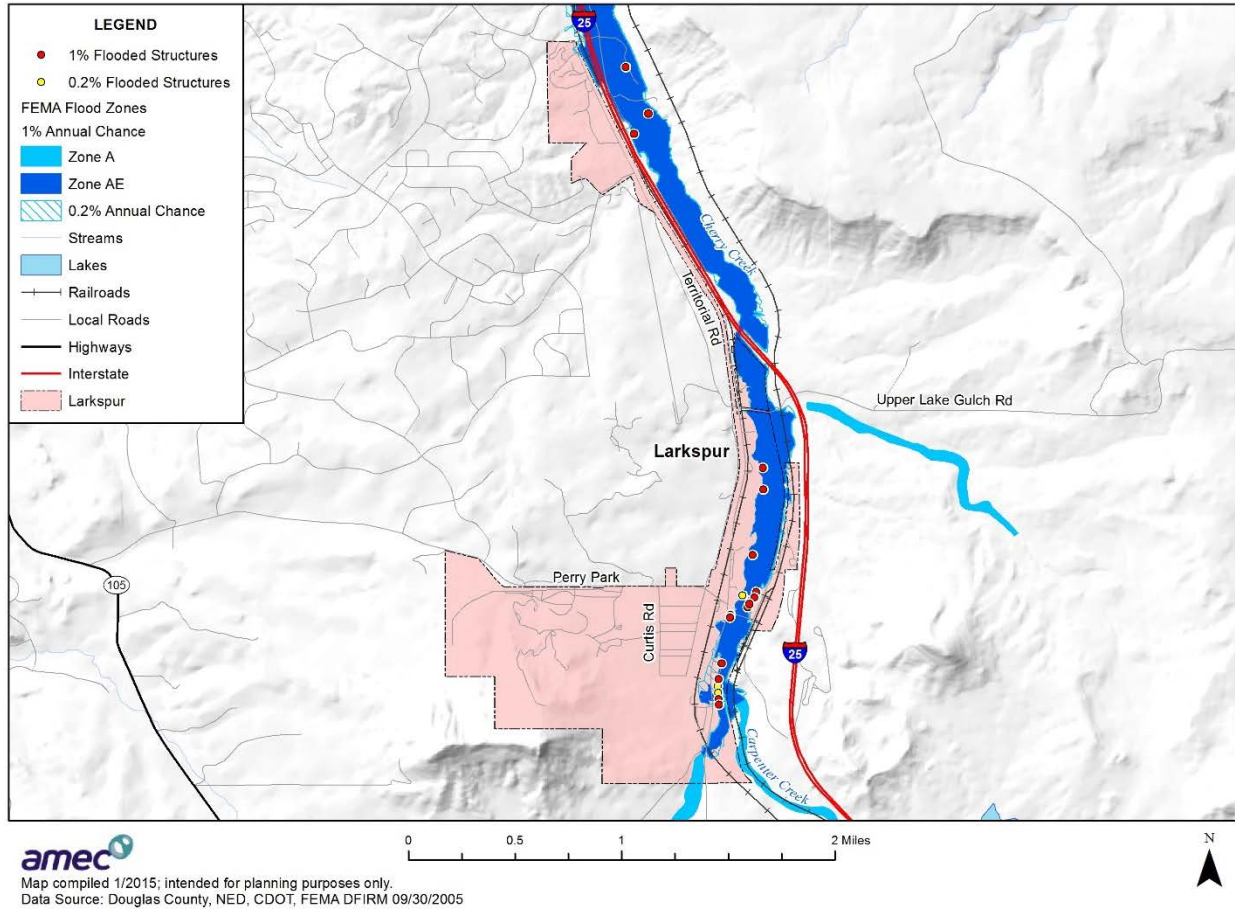 LEGEND
1% Flooded Structures
0.2% Flooded Structures
FEMA Flood Zones
1% Annual Chance
Zone A
Zone AE
0.2% Annual Chance
Streams
Lakes
Railroads
Local Roads
Highways
Interstate
Larkspur
25
Cherry Creek
Territorial Rd
Upper Lake Gulch Rd
Larkspur
105
Perry Park
Curtis Rd
25
Carpenter Creek
amec
0 0.5 1 2 Miles
N
Map compiled 1/2015; intended for planning purposes only.
Data Source: Douglas County, NED, CDOT, FEMA DFIRM 09/30/2005